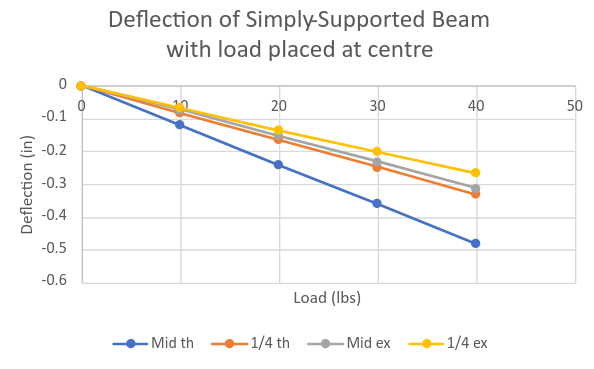 Deflection of Simply-Supported Beam
with load placed at centre
0
0 10 20 30 40 50
-0.1
-0.2
-0.3
-0.4
-0.5
-0.6
Deflection (in)
Load (lbs)
Mid th 1/4 th Mid ex 1/4 ex